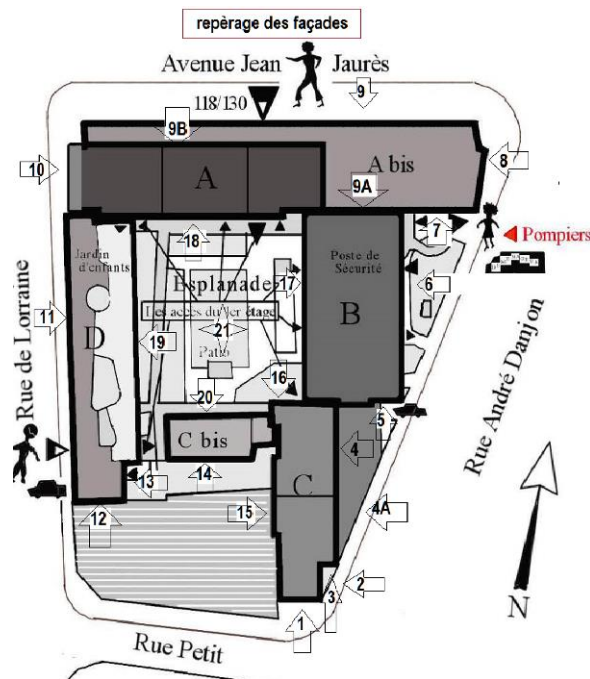 repèrage des façades
Avenue Jean Jaurès
118/130
9
9B
10
A
A bis
8
9A
7
Pompiers
18
Jardin
d'enfants
Esplanade
17
Poste de
Sécurité
6
B
11
Les accès du 1er étage
D
19
21
Patio
Rue de Lorraine
Rue André Danjon
16
20
5
C bis
4
C
14
13
12
15
4A
2
3
1
N
Rue Petit